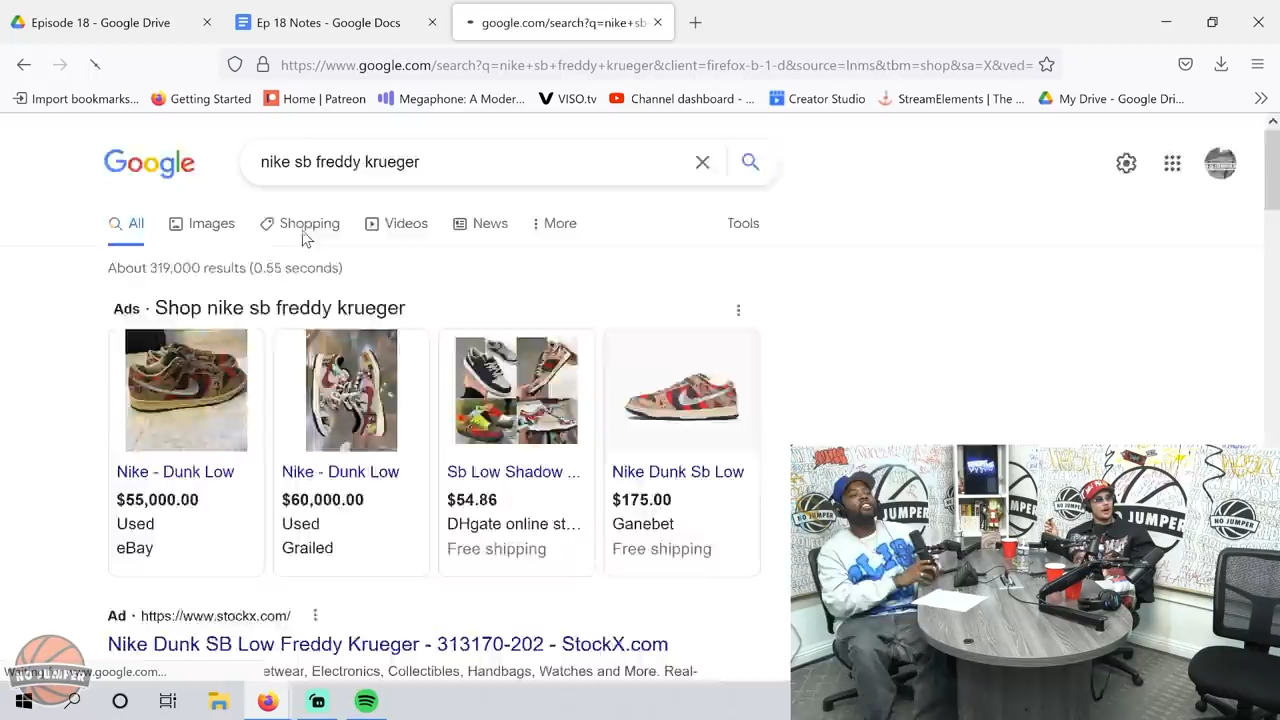 Episode 18 - Google Drive
Ep 18 Notes - Google Docs
google.com/search?q=nike+sb
https://www.google.com/search?q=nike+sb+freddy+krueger&client=firefox-b-1-d&source=lnms&tbm=shop&sa=X&ved=
Import bookmarks...
Getting Started
Home | Patreon
Megaphone: A Moder...
VISO.tv
Channel dashboard - ...
Creator Studio
StreamElements | The ...
My Drive - Google Dri...
Google
nike sb freddy krueger
All
Images
Shopping
Videos
News
More
Tools
About 319,000 results (0.55 seconds)
Ads · Shop nike sb freddy krueger
Nike - Dunk Low
$55,000.00
Used
eBay
Nike - Dunk Low
$60,000.00
Used
Grailed
Sb Low Shadow ...
$54.86
DHgate online st...
Free shipping
Nike Dunk Sb Low
$175.00
Ganebet
Free shipping
Ad · https://www.stockx.com/
Nike Dunk SB Low Freddy Krueger - 313170-202 - StockX.com
etwear, Electronics, Collectibles, Handbags, Watches and More. Real-
NO JUMPER
NO JUMPER
NO JUMPER
NO JUMPER